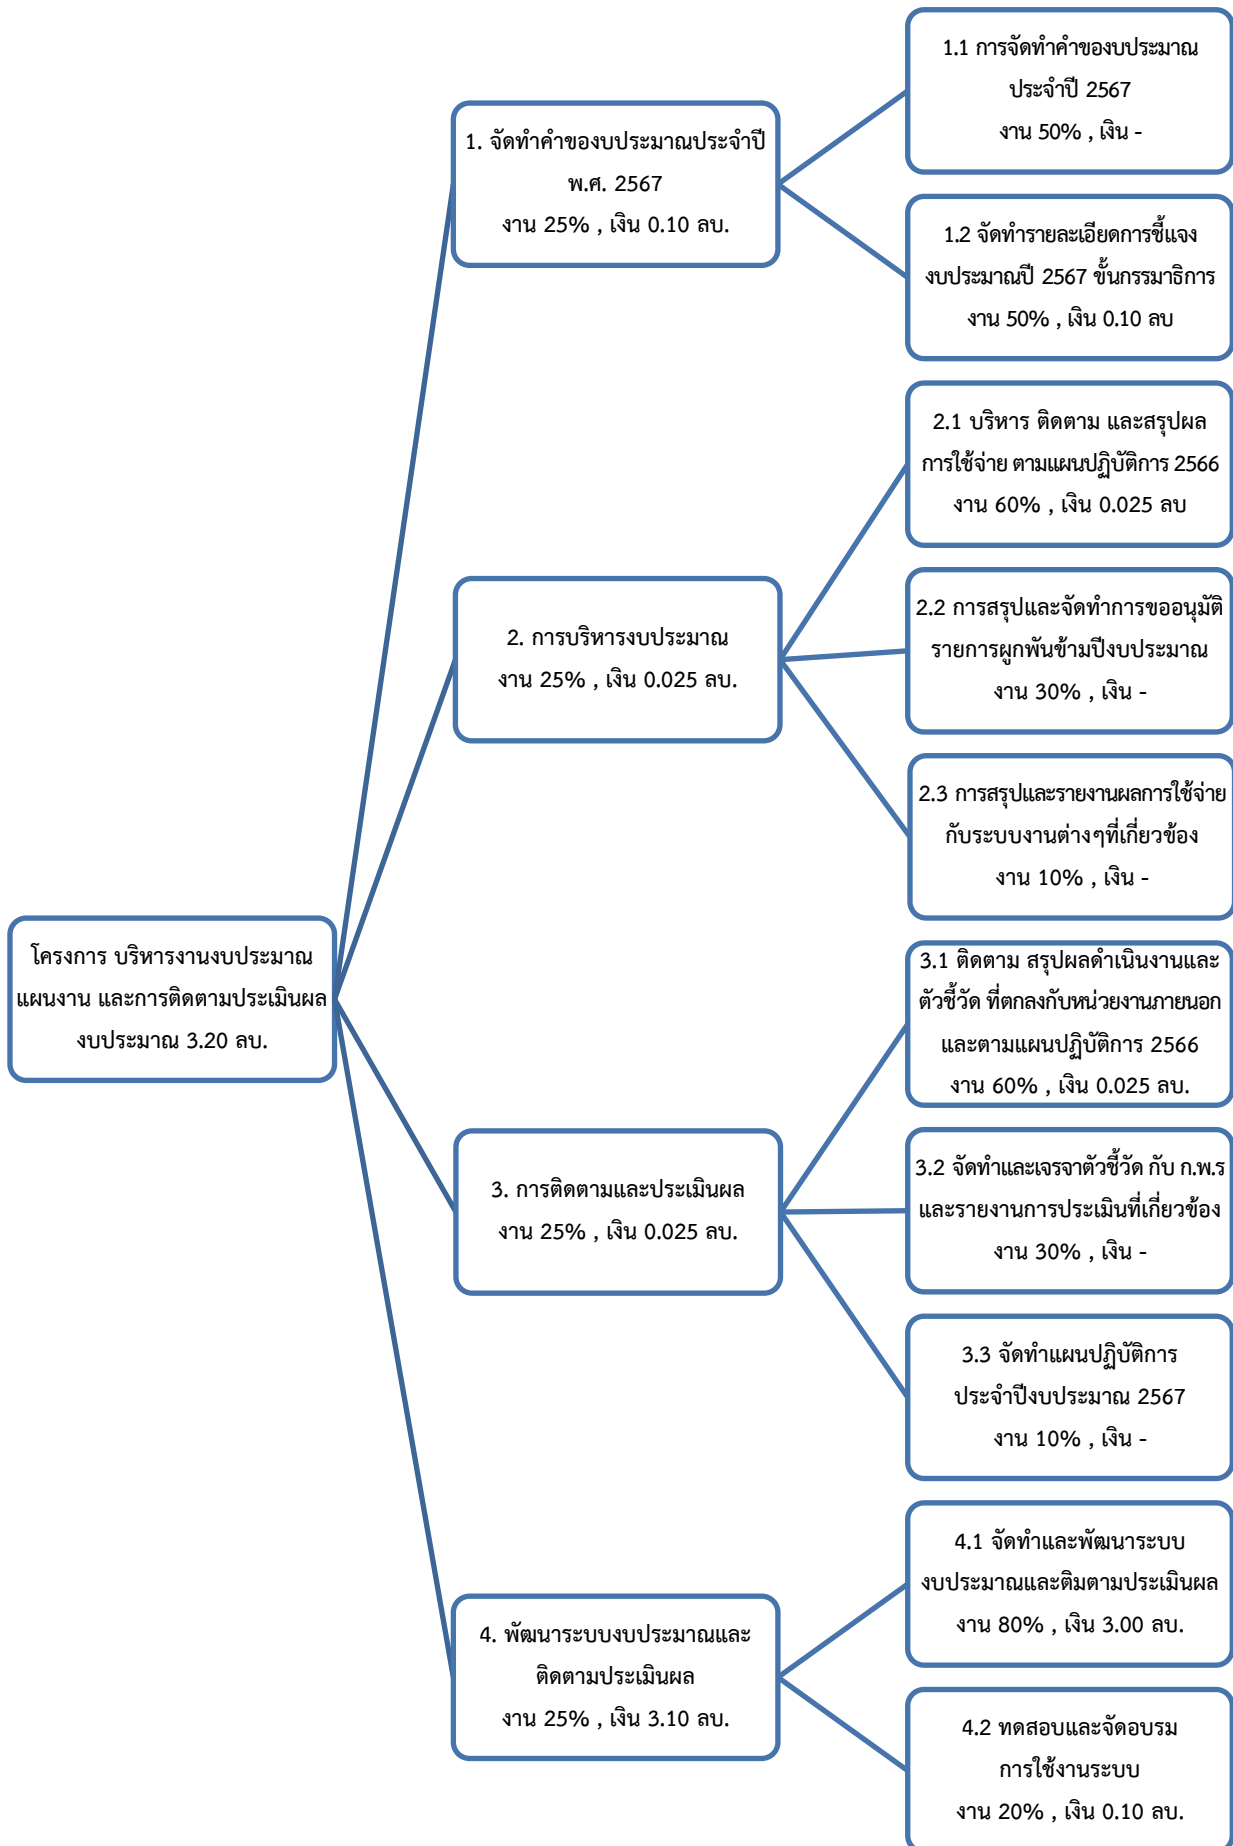 โครงการ บริหารงานงบประมาณ
แผนงาน และการติดตามประเมินผล
งบประมาณ 3.20 ลบ.
1. จัดทำคำของบประมาณประจำปี
พ.ศ. 2567
งาน 25% , เงิน 0.10 ลบ.
1.1 การจัดทำคำของบประมาณ
ประจำปี 2567
งาน 50% , เงิน -
1.2 จัดทำรายละเอียดการชี้แจง
งบประมาณปี 2567 ขั้นกรรมาธิการ
งาน 50% , เงิน 0.10 ลบ
2. การบริหารงบประมาณ
งาน 25% , เงิน 0.025 ลบ.
2.1 บริหาร ติดตาม และสรุปผล
การใช้จ่าย ตามแผนปฏิบัติการ 2566
งาน 60% , เงิน 0.025 ลบ
2.2 การสรุปและจัดทำการขออนุมัติ
รายการผูกพันข้ามปีงบประมาณ
งาน 30% , เงิน -
2.3 การสรุปและรายงานผลการใช้จ่าย
กับระบบงานต่างๆที่เกี่ยวข้อง
งาน 10% , เงิน -
3. การติดตามและประเมินผล
งาน 25% , เงิน 0.025 ลบ.
3.1 ติดตาม สรุปผลดำเนินงานและ
ตัวชี้วัด ที่ตกลงกับหน่วยงานภายนอก
และตามแผนปฏิบัติการ 2566
งาน 60% , เงิน 0.025 ลบ.
3.2 จัดทำและเจรจาตัวชี้วัด กับ ก.พ.ร
และรายงานการประเมินที่เกี่ยวข้อง
งาน 30% , เงิน -
3.3 จัดทำแผนปฏิบัติการ
ประจำปีงบประมาณ 2567
งาน 10% , เงิน -
4. พัฒนาระบบงบประมาณและ
ติดตามประเมินผล
งาน 25% , เงิน 3.10 ลบ.
4.1 จัดทำและพัฒนาระบบ
งบประมาณและติมตามประเมินผล
งาน 80% , เงิน 3.00 ลบ.
4.2 ทดสอบและจัดอบรม
การใช้งานระบบ
งาน 20% , เงิน 0.10 ลบ.